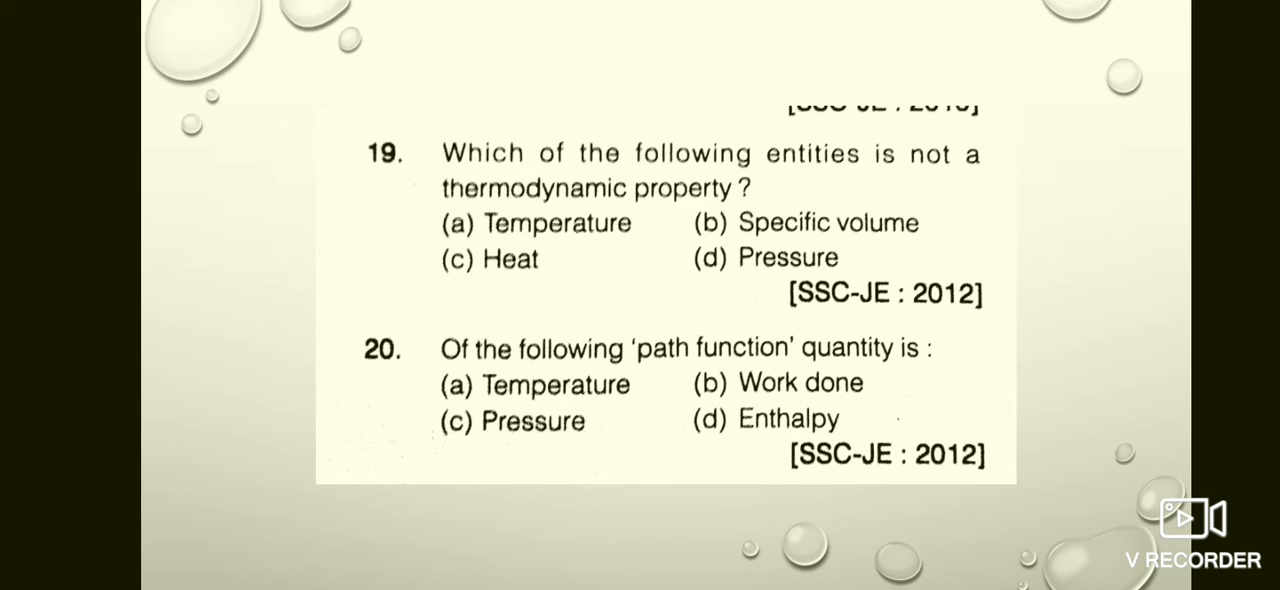 19. Which of the following entities is not a
thermodynamic property ?
(a) Temperature (b) Specific volume
(c) Heat (d) Pressure
[SSC-JE : 2012]
20. Of the following ‘path function’ quantity is :
(a) Temperature (b) Work done
(c) Pressure (d) Enthalpy
[SSC-JE : 2012]
V RECORDER